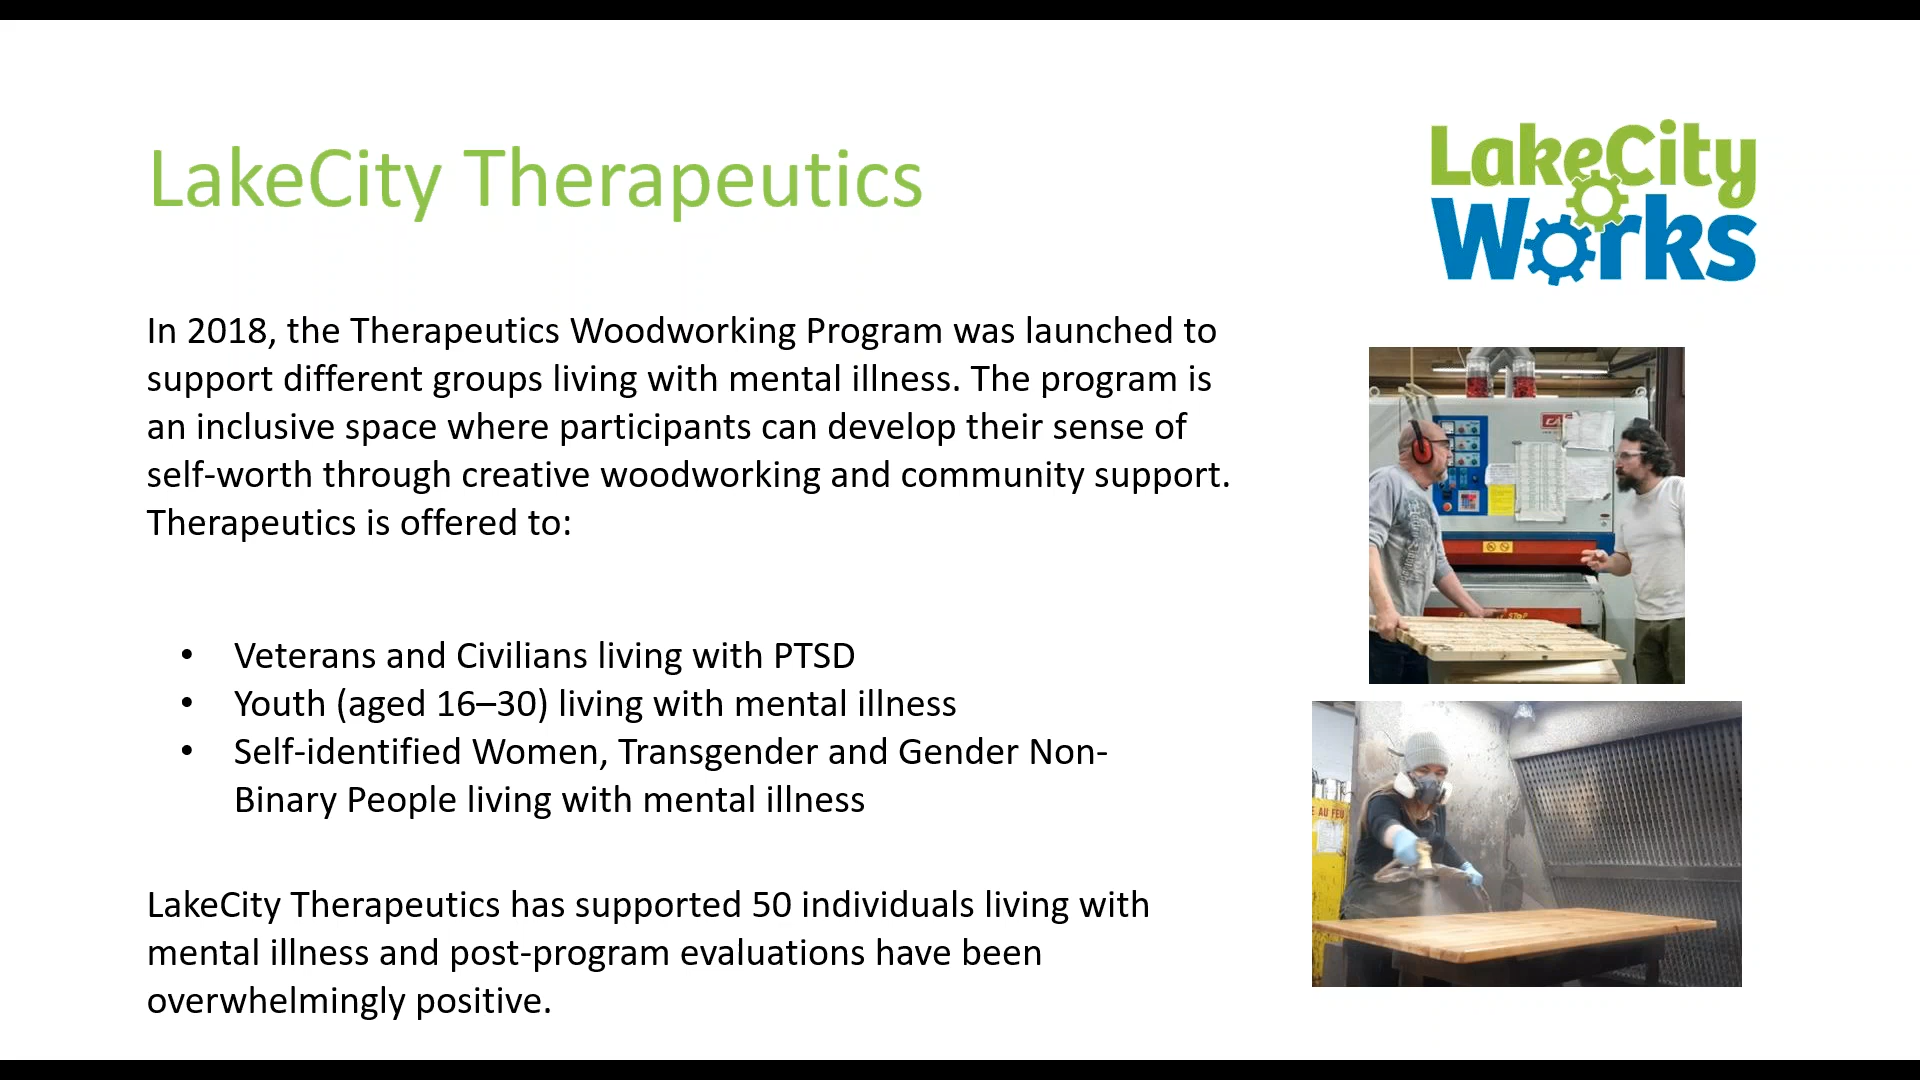 LakeCity Therapeutics
LakeCity
Works
In 2018, the Therapeutics Woodworking Program was launched to
support different groups living with mental illness. The program is
an inclusive space where participants can develop their sense of
self-worth through creative woodworking and community support.
Therapeutics is offered to:
• Veterans and Civilians living with PTSD
• Youth (aged 16–30) living with mental illness
• Self-identified Women, Transgender and Gender Non-
Binary People living with mental illness
LakeCity Therapeutics has supported 50 individuals living with
mental illness and post-program evaluations have been
overwhelmingly positive.
STOP
AU FEU